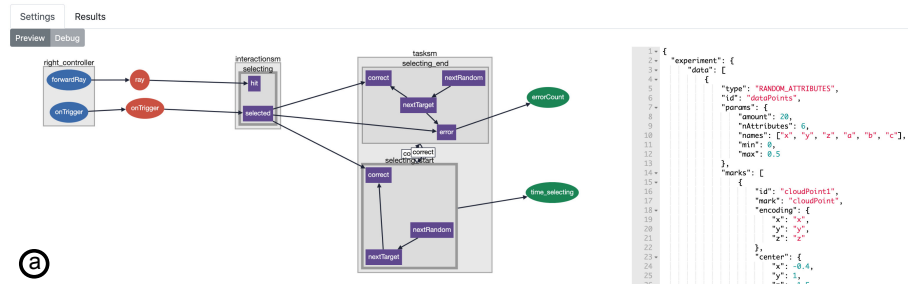 Settings
Results
Preview
Debug
right_controller
forwardRay
ray
onTrigger
onTrigger
interactionsm
selecting
hit
selected
tasksm
selecting_end
correct
nextRandom
nextTarget
error
errorCount
correct
correct
nextRandom
nextTarget
time_selecting
a
1 {
2 "experiment": {
3 "data": [
4 {
5 "type": "RANDOM_ATTRIBUTES",
6 "id": "dataPoints",
7 "params": {
8 "amount": 20,
9 "nAttributes": 6,
10 "names": ["x", "y", "z", "a", "b", "c"],
11 "min": 0,
12 "max": 0.5
13 },
14 "marks": [
15 {
16 "id": "cloudPoint1",
17 "mark": "cloudPoint",
18 "encoding": {
19 "x": "x",
20 "y": "y",
21 "z": "z"
22 },
23 "center": {
24 "x": -0.4,
25 "y": 1,